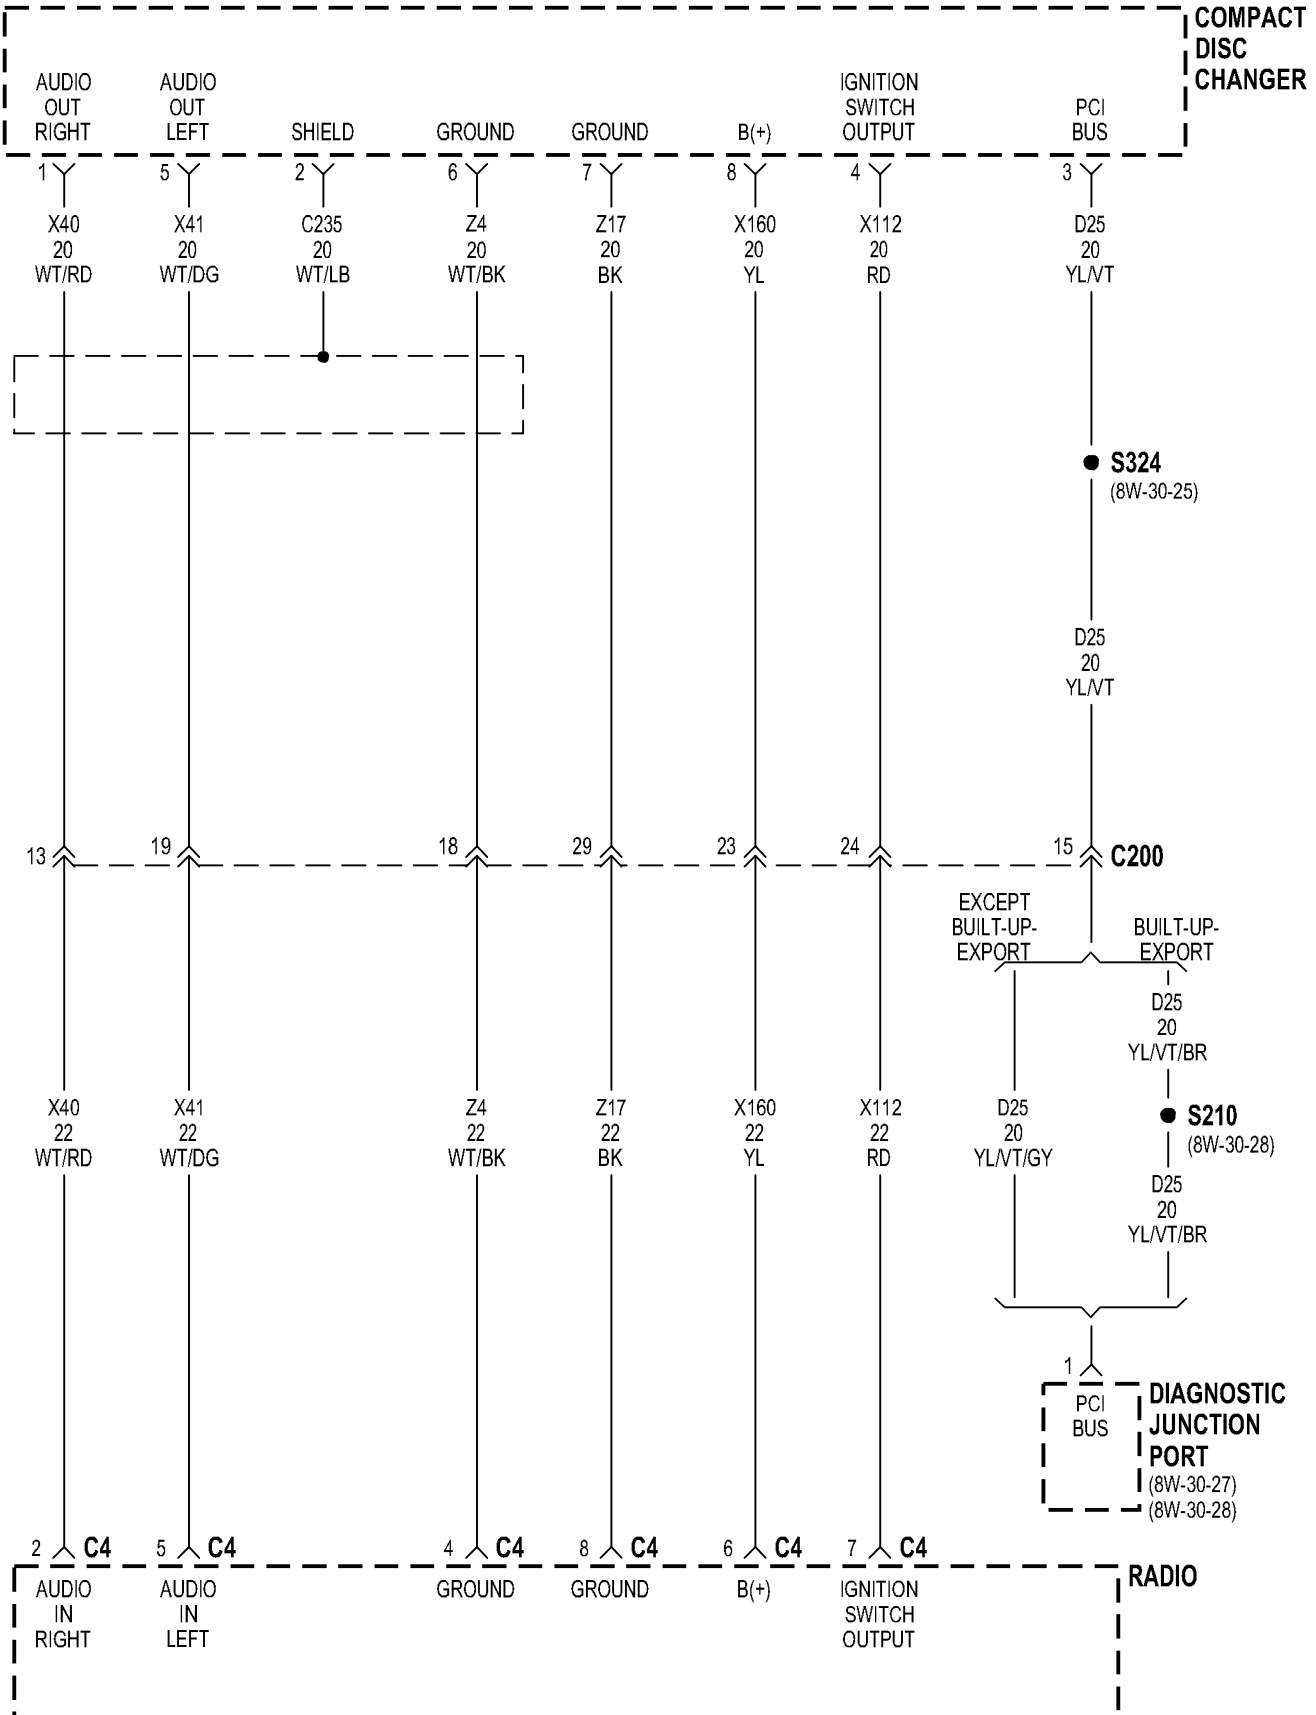 COMPACT
DISC
CHANGER
AUDIO
OUT
RIGHT
AUDIO
OUT
LEFT
SHIELD
GROUND
GROUND
B(+)
IGNITION
SWITCH
OUTPUT
PCI
BUS
1
5
2
6
7
8
4
3
X40
20
WT/RD
X41
20
WT/DG
C235
20
WT/LB
Z4
20
WT/BK
Z17
20
BK
X160
20
YL
X112
20
RD
D25
20
YL/VT
S324
(8W-30-25)
D25
20
YL/VT
13
19
18
29
23
24
15
C200
EXCEPT
BUILT-UP-
EXPORT
BUILT-UP-
EXPORT
D25
20
YL/VT/BR
X40
22
WT/RD
X41
22
WT/DG
Z4
22
WT/BK
Z17
22
BK
X160
22
YL
X112
22
RD
D25
20
YL/VT/GY
S210
(8W-30-28)
D25
20
YL/VT/BR
1
PCI
BUS
DIAGNOSTIC
JUNCTION
PORT
(8W-30-27)
(8W-30-28)
2 C4
5 C4
4 C4
8 C4
6 C4
7 C4
RADIO
AUDIO
IN
RIGHT
AUDIO
IN
LEFT
GROUND
GROUND
B(+)
IGNITION
SWITCH
OUTPUT